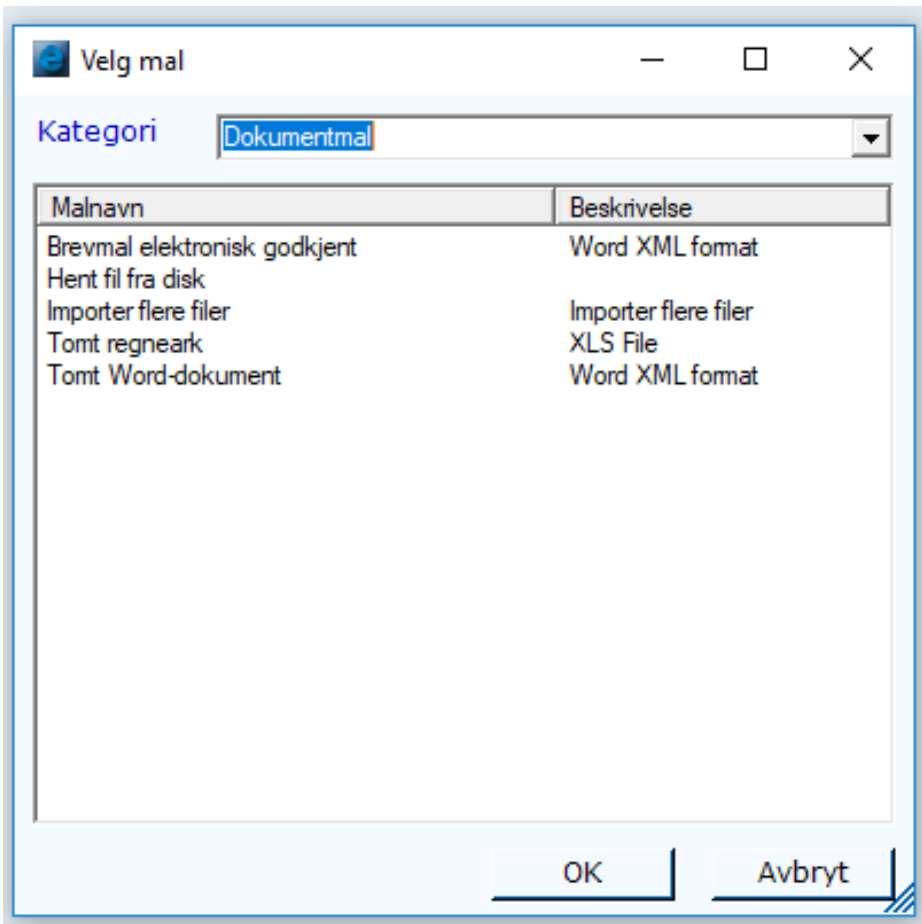 Velg mal
Kategori Dokumentmal
Malnavn Beskrivelse
Brevmal elektronisk godkjent Word XML format
Hent fil fra disk
Importer flere filer Importer flere filer
Tomt regneark XLS File
Tomt Word-dokument Word XML format
OK Avbryt